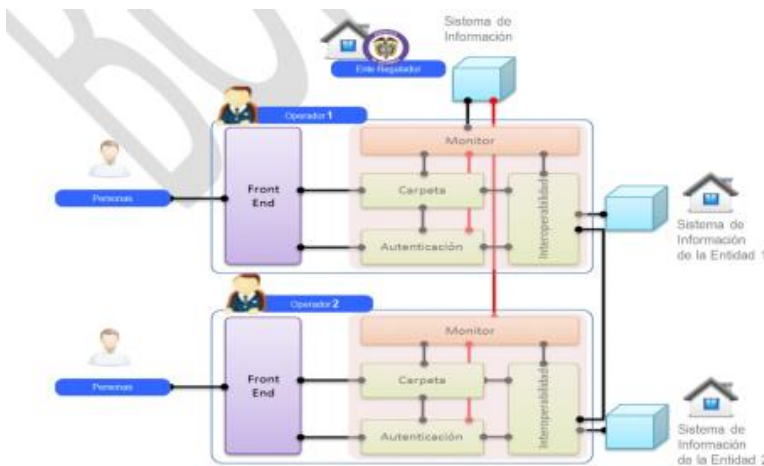 Sistema de
Información
Ente Regulador
Operador 1
Monitor
Front
End
Carpeta
Autenticación
Interoperabilidad
Personas
Sistema de
Información
de la Entidad 1
Operador 2
Monitor
Front
End
Carpeta
Autenticación
Interoperabilidad
Personas
Sistema de
Información
de la Entidad 2